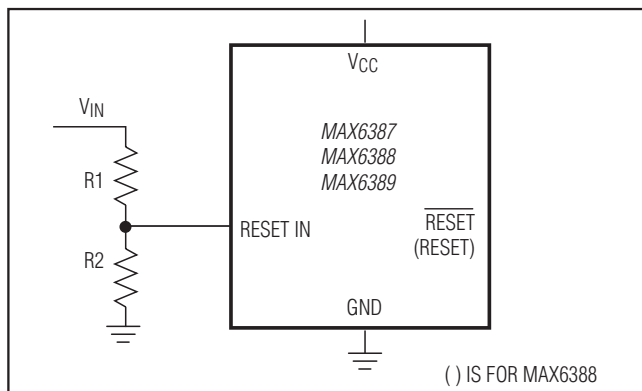 VCC
VIN
MAX6387
MAX6388
MAX6389
R1
RESET IN
RESET
(RESET)
R2
GND
( ) IS FOR MAX6388